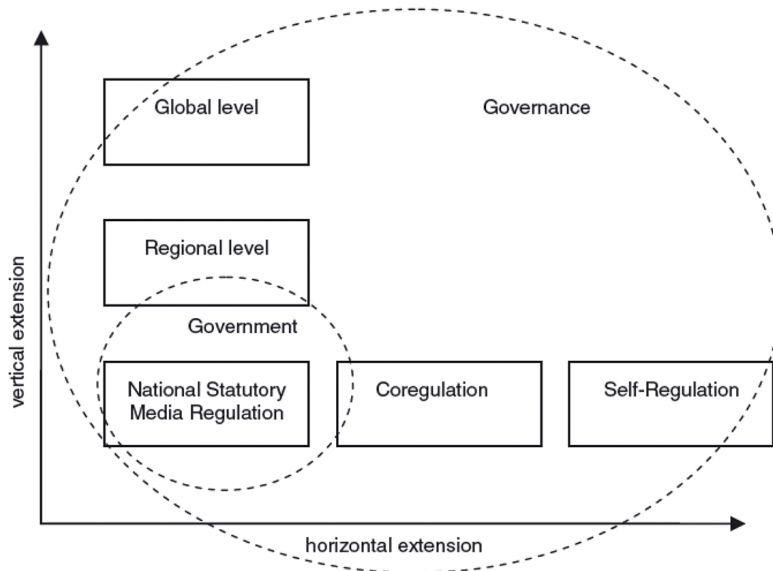 Global level
Governance
Regional level
Government
National Statutory
Media Regulation
Coregulation
Self-Regulation
vertical extension
horizontal extension